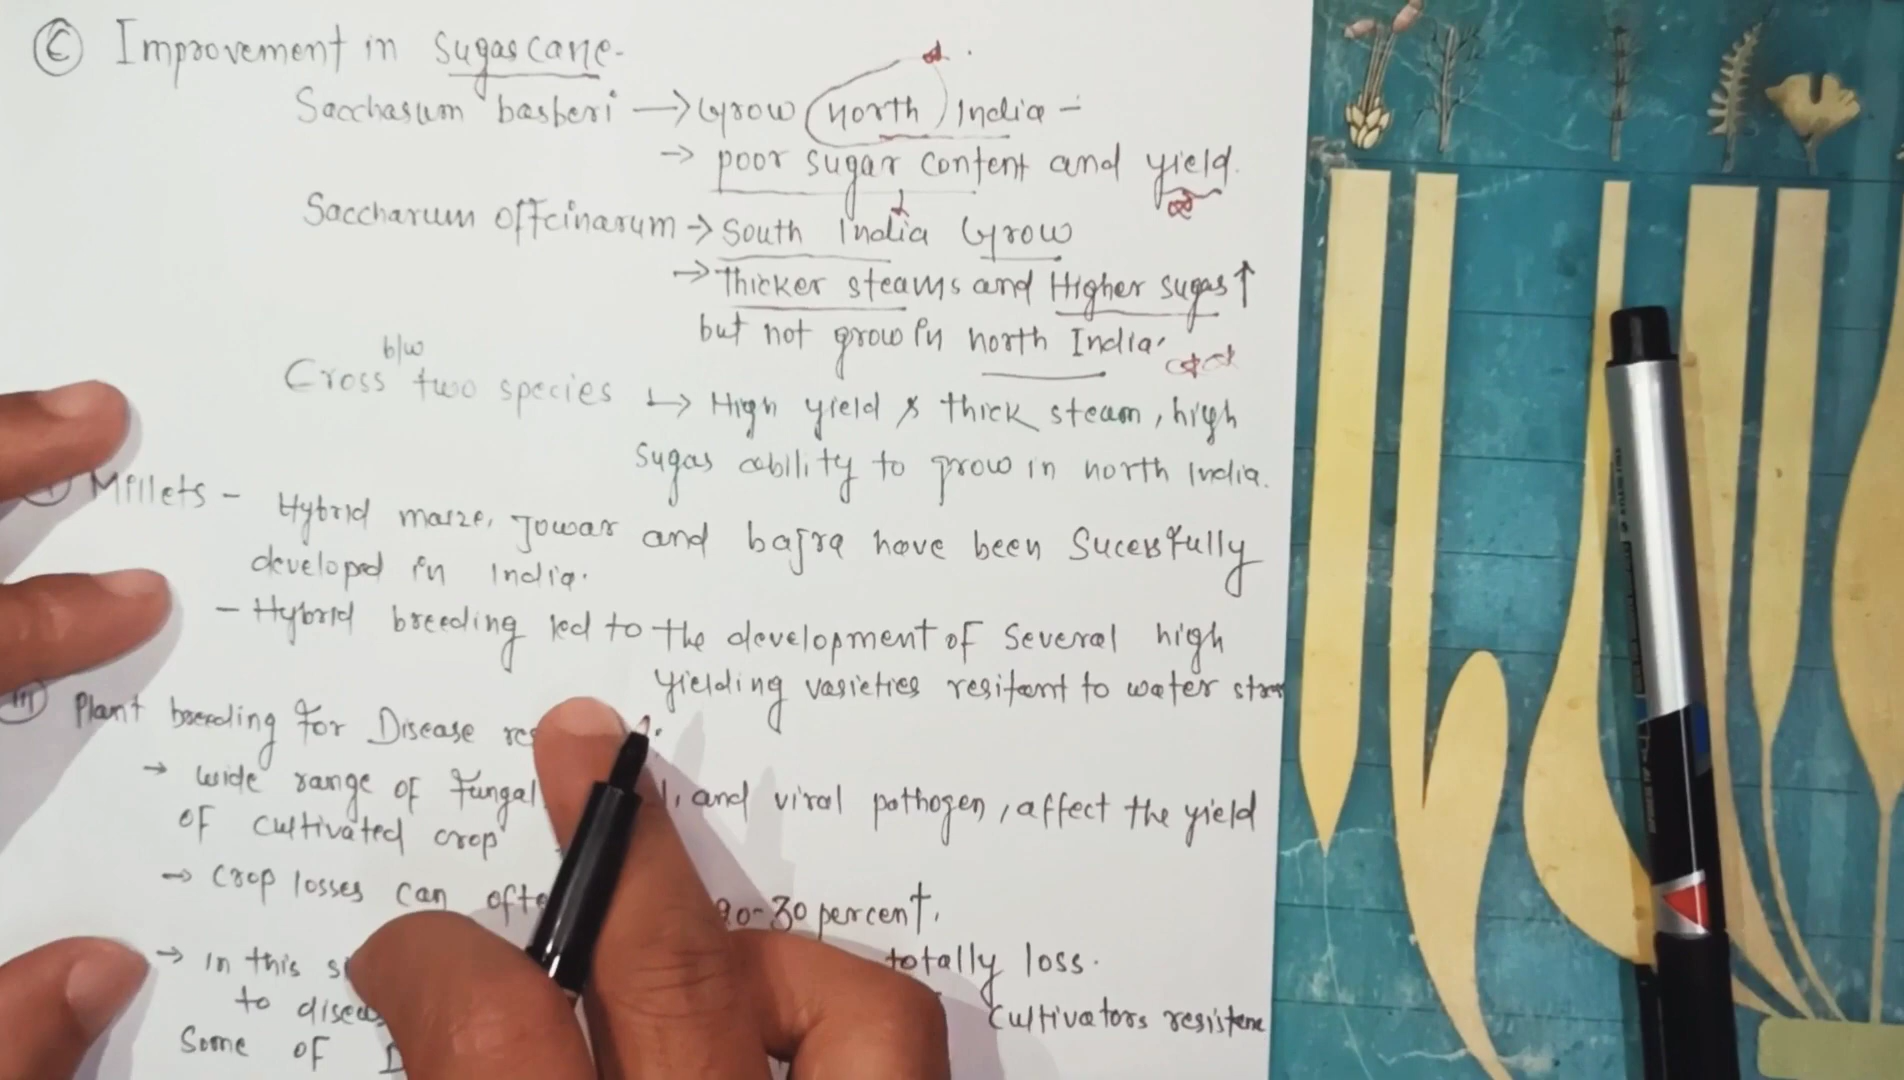 C Improvement in Sugarcane-
Saccharum barberi → Grow North India -
→ poor sugar content and yield.
Saccharum offcinarum → South India Grow
→ Thicker steams and Higher sugar ↑
but not grow in north India.
b/w
Cross two species ↳ High yield & thick steam, high
sugar ability to grow in north India.
Millets - Hybrid maize, Jowar and bajra have been Sucessfully
developed in India.
- Hybrid breeding led to the development of Several high
yielding varieties resitant to water
III Plant breeding for Disease
→ wide range of Fungal and viral pathogen, affect the yield
of cultivated crop
→ Crop losses can 20-30 percent.
→ in this totally loss.
to cultivators
Some of